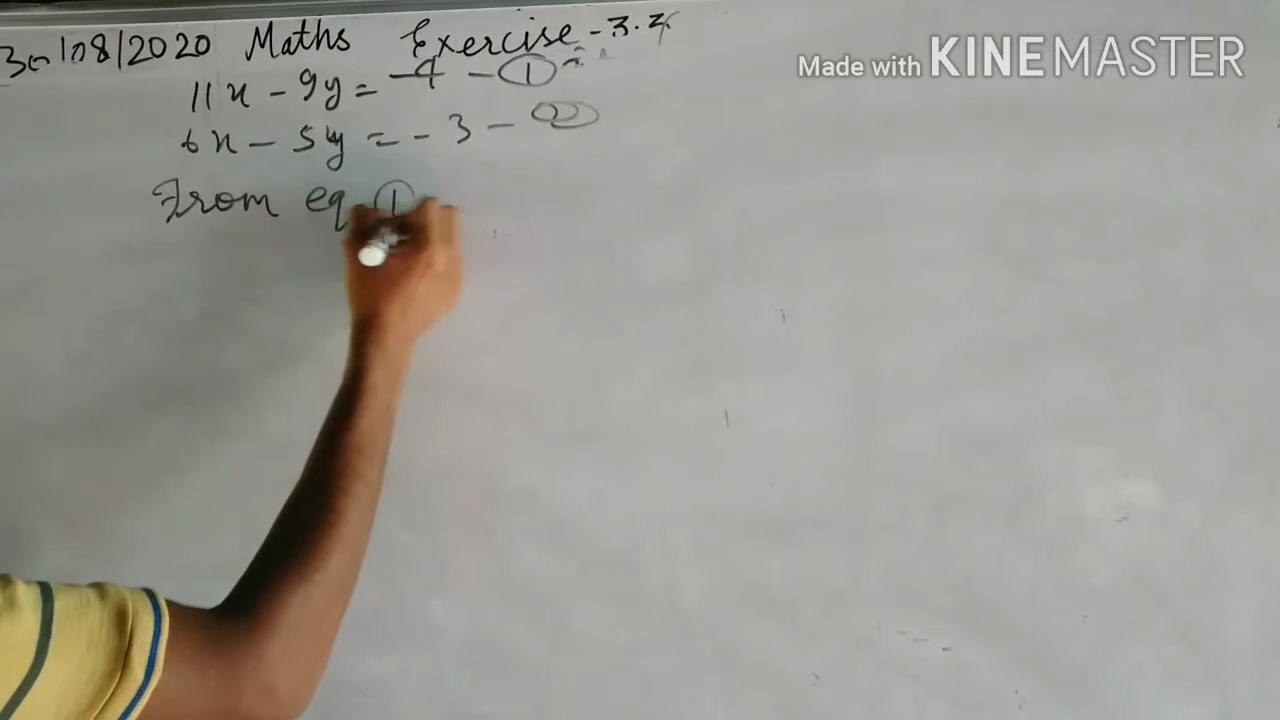 30/08/2020 Maths Exercise - 3.2
Made with KINEMASTER
11x - 9y = -4 - ①
6x - 5y = - 3 - ②
From eq ①